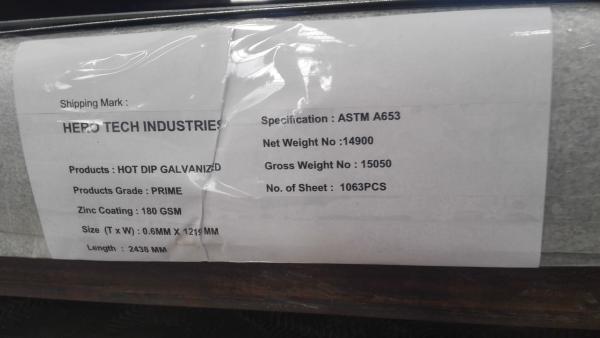 Shipping Mark :
HERO TECH INDUSTRIES
Products : HOT DIP GALVANIZED
Products Grade : PRIME
Zinc Coating : 180 GSM
Size (T x W) : 0.6MM X 1219MM
Length : 2438 MM
Specification : ASTM A653
Net Weight No :14900
Gross Weight No : 15050
No. of Sheet : 1063PCS